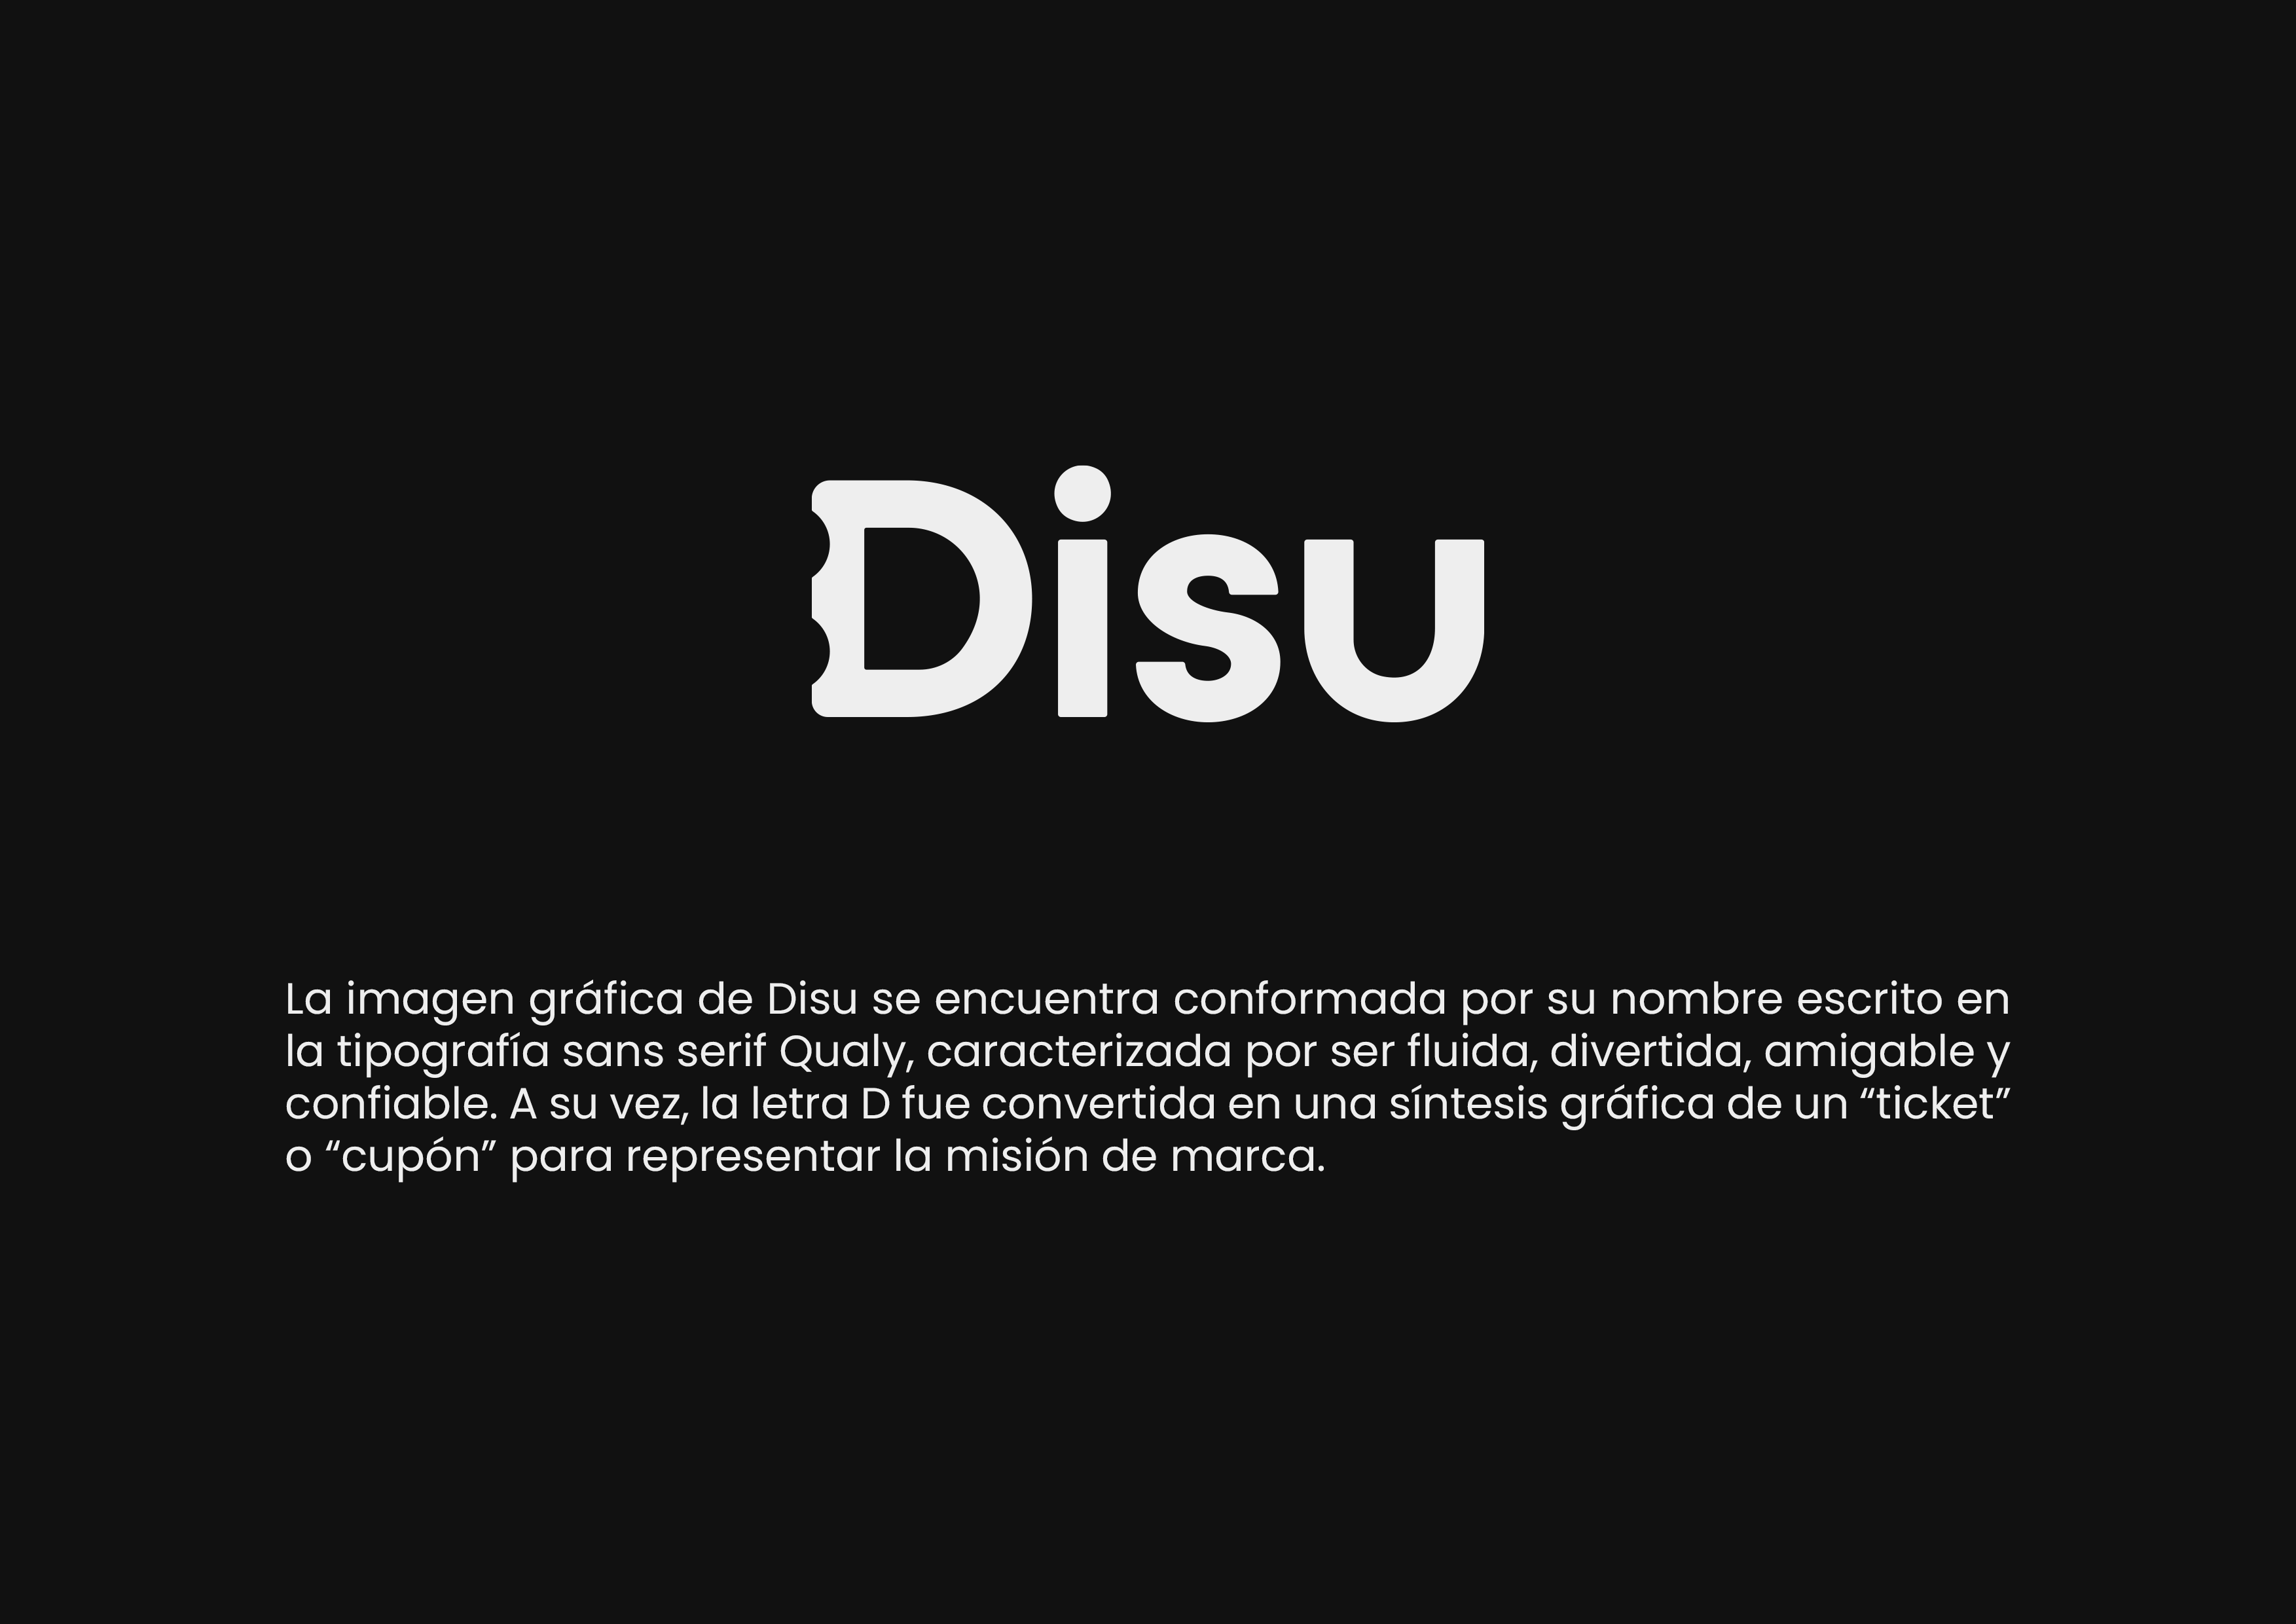 Disu
La imagen gráfica de Disu se encuentra conformada por su nombre escrito en
la tipografía sans serif Qualy, caracterizada por ser fluida, divertida, amigable y
confiable. A su vez, la letra D fue convertida en una síntesis gráfica de un “ticket”
o “cupón” para representar la misión de marca.